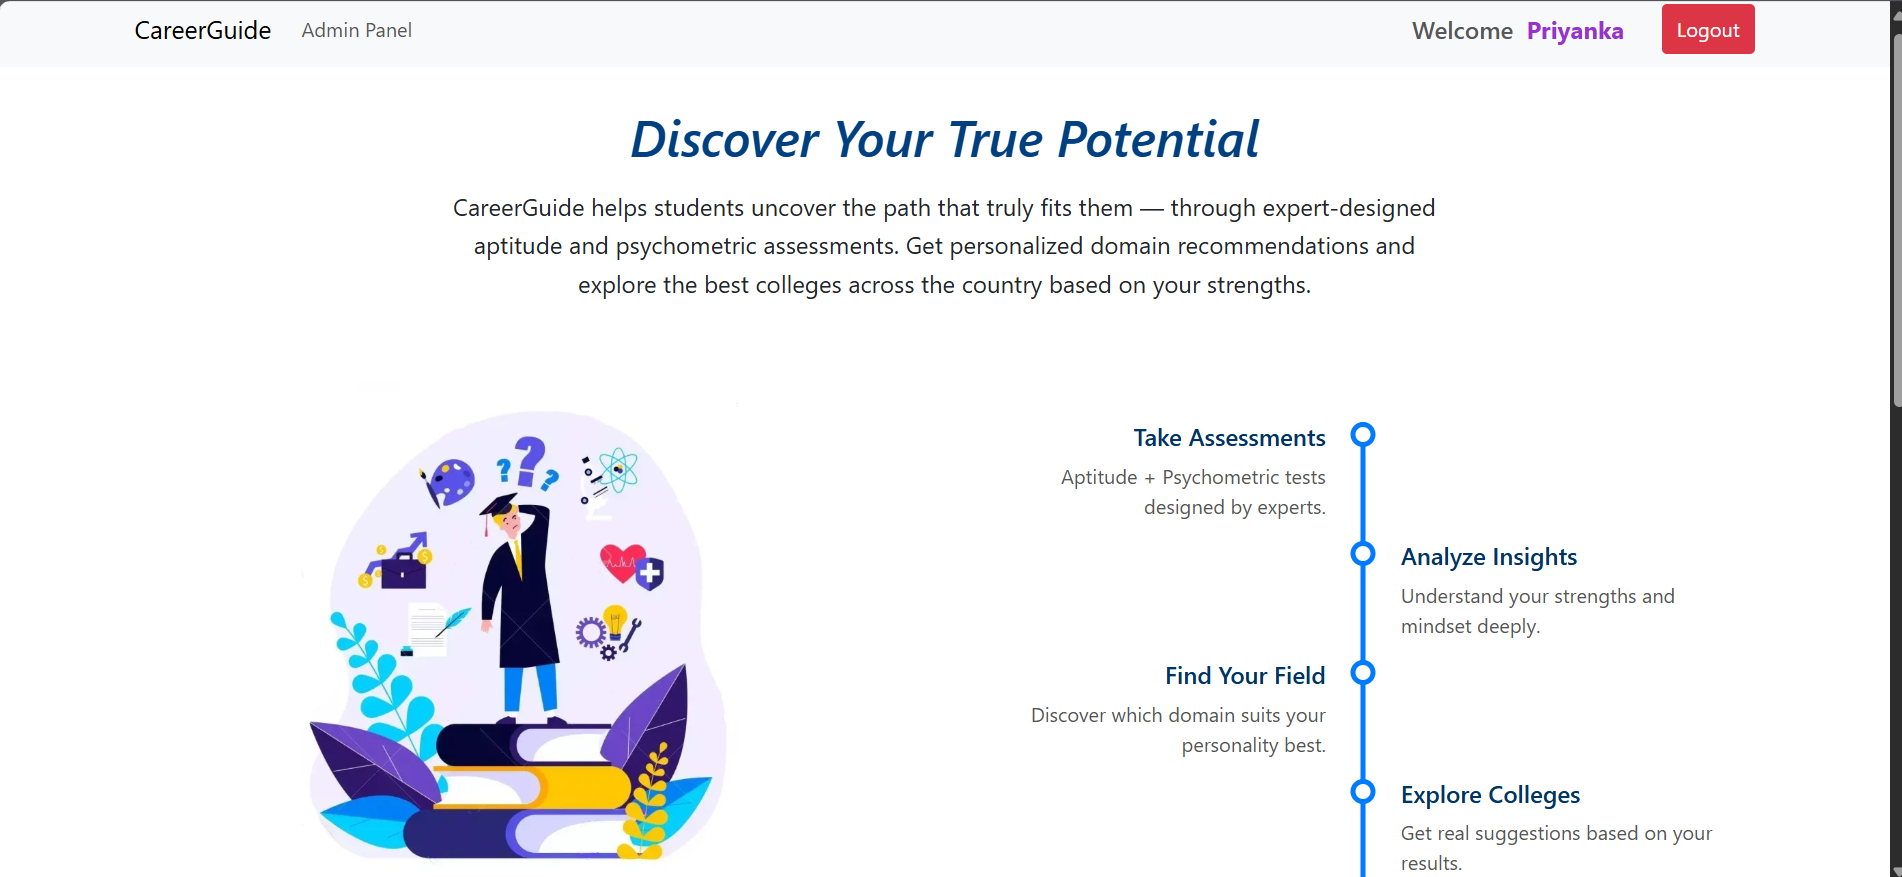 CareerGuide Admin Panel Welcome Priyanka Logout
Discover Your True Potential
CareerGuide helps students uncover the path that truly fits them — through expert-designed
aptitude and psychometric assessments. Get personalized domain recommendations and
explore the best colleges across the country based on your strengths.
? ? ?
Take Assessments
Aptitude + Psychometric tests
designed by experts.
Analyze Insights
Understand your strengths and
mindset deeply.
Find Your Field
Discover which domain suits your
personality best.
Explore Colleges
Get real suggestions based on your
results.